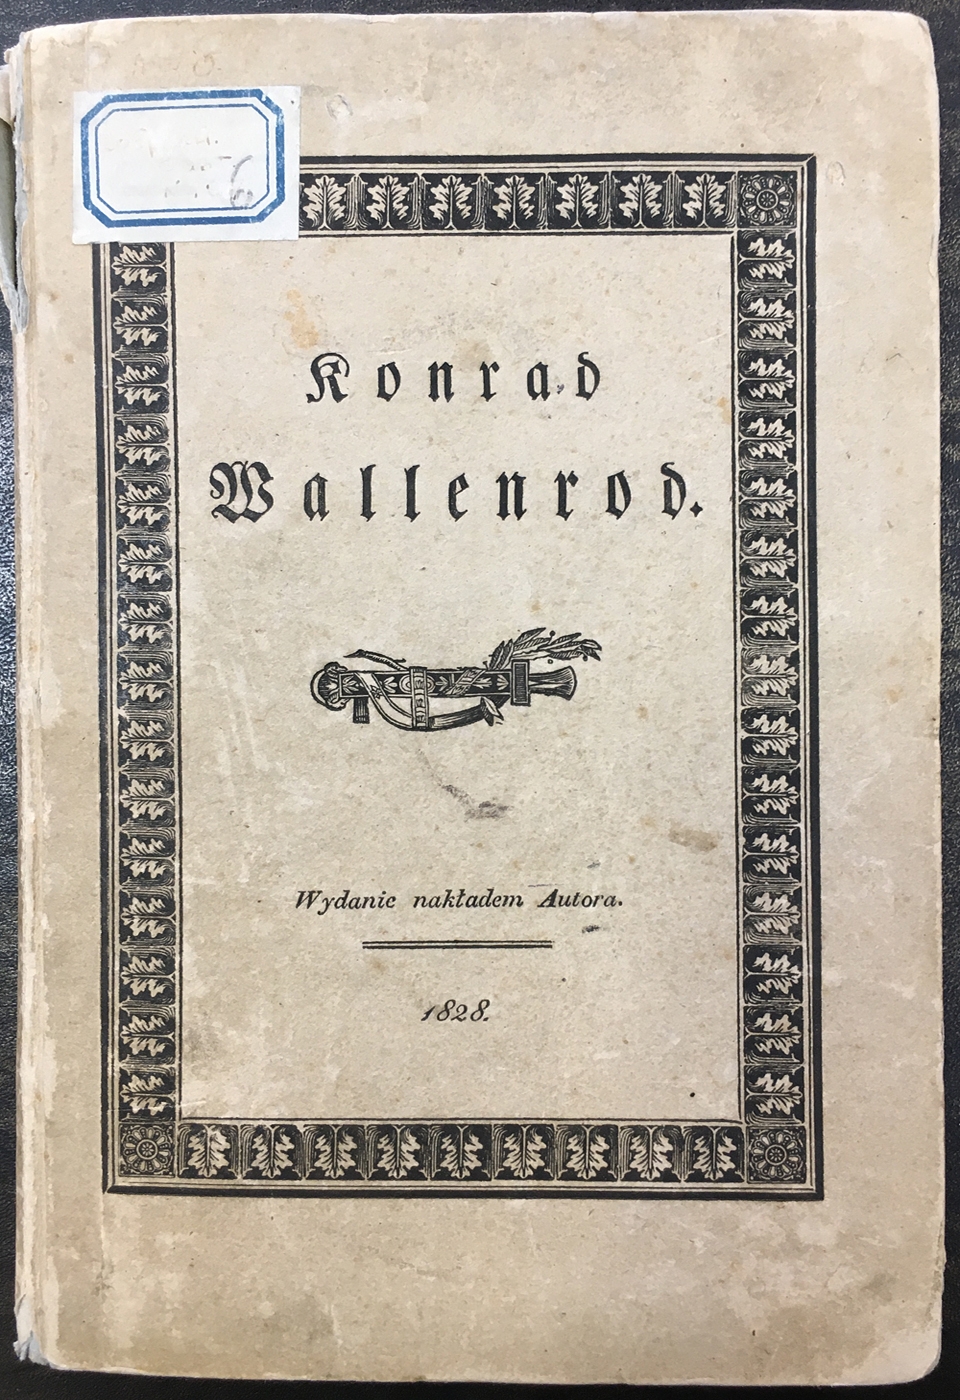 Konrad
Wallenrod.
Wydanie nakładem Autora.
1828.